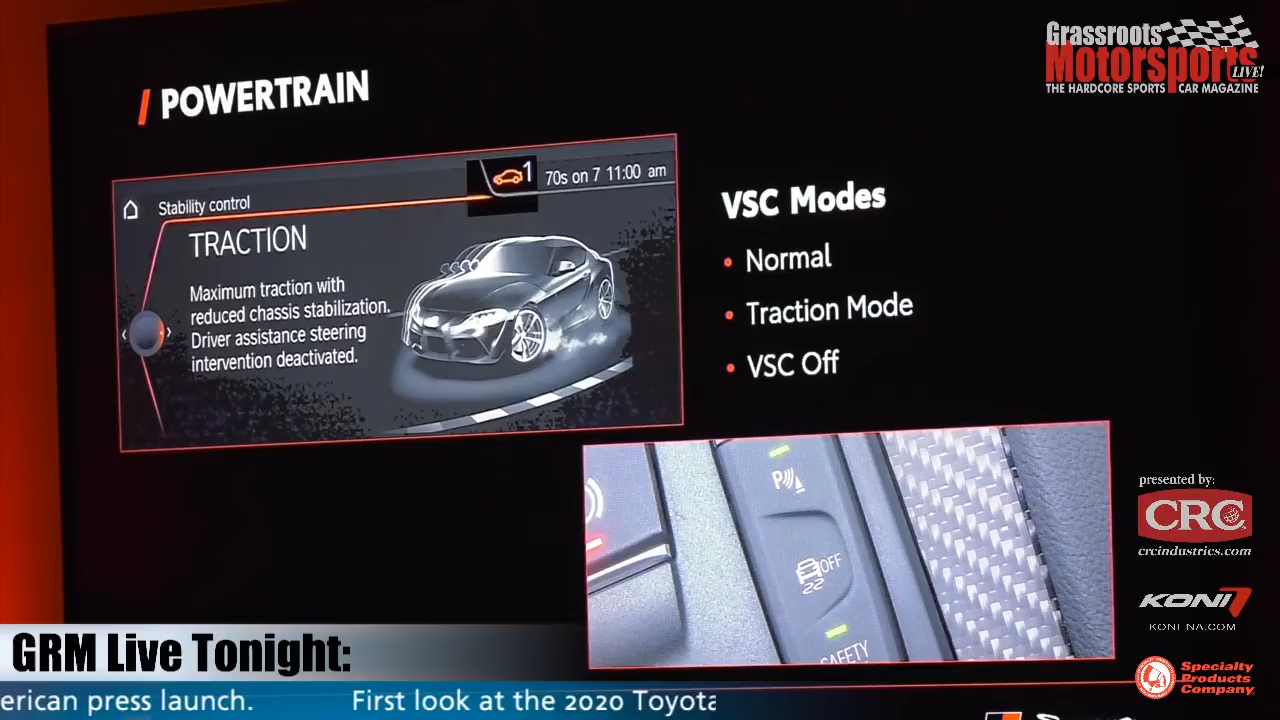 Grassroots
Motorsports
LIVE!
THE HARDCORE SPORTS CAR MAGAZINE
/ POWERTRAIN
1
70s on 7 11:00 am
Stability control
TRACTION
Maximum traction with
reduced chassis stabilization.
Driver assistance steering
intervention deactivated.
VSC Modes
• Normal
• Traction Mode
• VSC Off
P
OFF
SAFETY
presented by:
CRC
crcindustries.com
KONI
KONI-NA.COM
Specialty
Products
Company
GRM Live Tonight:
erican press launch. First look at the 2020 Toyota